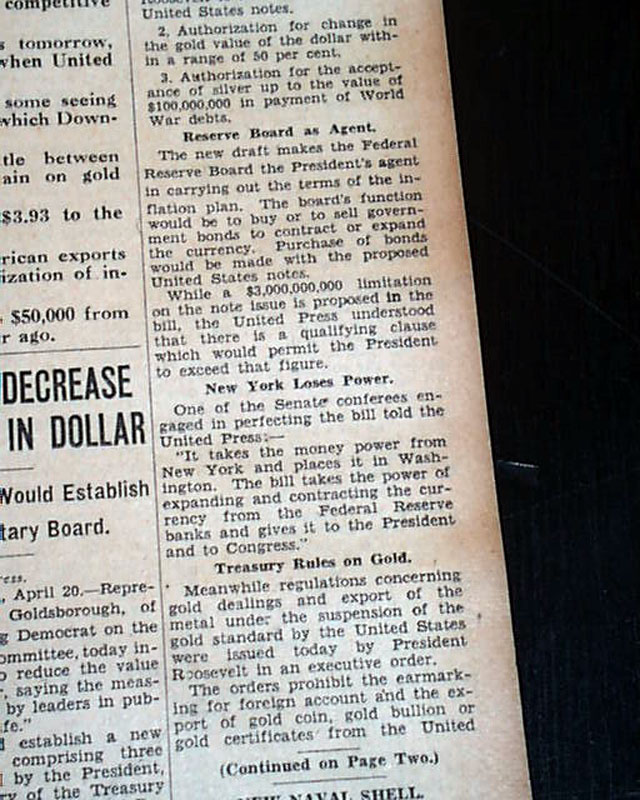 competitive
s tomorrow,
when United
some seeing
which Down-
tle between
ain on gold
$3.93 to the
rican exports
ization of in-
$50,000 from
r ago.
DECREASE
IN DOLLAR
Would Establish
tary Board.
ress.
, April 20.—Repre-
Goldsborough, of
g Democrat on the
ommittee, today in-
o reduce the value
, saying the meas-
by leaders in pub-
fe."
establish a new
comprising three
by the President,
ry of the Treasury
United States notes.
2. Authorization for change in
the gold value of the dollar with-
in a range of 50 per cent.
3. Authorization for the accept-
ance of silver up to the value of
$100,000,000 in payment of World
War debts.
Reserve Board as Agent.
The new draft makes the Federal
Reserve Board the President's agent
in carrying out the terms of the in-
flation plan. The board's function
would be to buy or to sell govern-
ment bonds to contract or expand
the currency. Purchase of bonds
would be made with the proposed
United States notes.
While a $3,000,000,000 limitation
on the note issue is proposed in the
bill, the United Press understood
that there is a qualifying clause
which would permit the President
to exceed that figure.
New York Loses Power.
One of the Senate conferees en-
gaged in perfecting the bill told the
United Press:—
"It takes the money power from
New York and places it in Wash-
ington. The bill takes the power of
expanding and contracting the cur-
rency from the Federal Reserve
banks and gives it to the President
and to Congress."
Treasury Rules on Gold.
Meanwhile regulations concerning
gold dealings and export of the
metal under the suspension of the
gold standard by the United States
were issued today by President
Roosevelt in an executive order.
The orders prohibit the earmark-
ing for foreign account and the ex-
port of gold coin, gold bullion or
gold certificates from the United
(Continued on Page Two.)
NEW NAVAL SHELL.